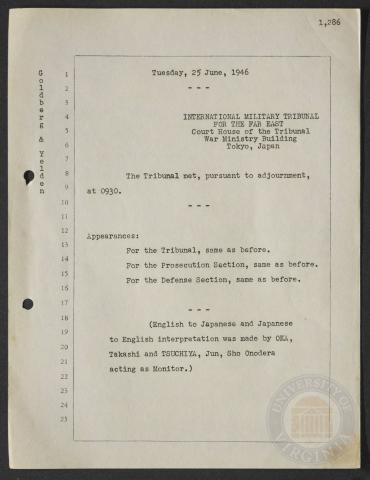 1,286
Goldberg & Yelden
Tuesday, 25 June, 1946
- - -
INTERNATIONAL MILITARY TRIBUNAL
FOR THE FAR EAST
Court House of the Tribunal
War Ministry Building
Tokyo, Japan
The Tribunal met, pursuant to adjournment,
at 0930.
- - -
Appearances:
For the Tribunal, same as before.
For the Prosecution Section, same as before.
For the Defense Section, same as before.
- - -
(English to Japanese and Japanese
to English interpretation was made by OKA,
Takashi and TSUCHIYA, Jun, Sho Onodera
acting as Monitor.)
1
2
3
4
5
6
7
8
9
10
11
12
13
14
15
16
17
18
19
20
21
22
23
24
25
UNIVERSITY OF VIRGINIA